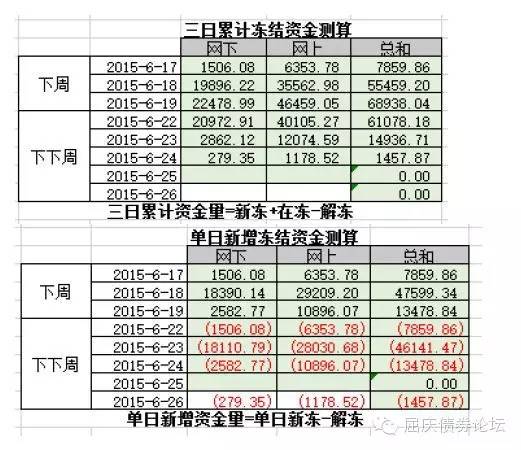 三日累计冻结资金测算
网下 网上 总和
下周 2015-6-17 1506.08 6353.78 7859.86
2015-6-18 19896.22 35562.98 55459.20
2015-6-19 22478.99 46459.05 68938.04
下下周 2015-6-22 20972.91 40105.27 61078.18
2015-6-23 2862.12 12074.59 14936.71
2015-6-24 279.35 1178.52 1457.87
2015-6-25 0.00
2015-6-26 0.00
三日累计资金量=新冻+在冻-解冻
单日新增冻结资金测算
网下 网上 总和
下周 2015-6-17 1506.08 6353.78 7859.86
2015-6-18 18390.14 29209.20 47599.34
2015-6-19 2582.77 10896.07 13478.84
下下周 2015-6-22 (1506.08) (6353.78) (7859.86)
2015-6-23 (18110.79) (28030.68) (46141.47)
2015-6-24 (2582.77) (10896.07) (13478.84)
2015-6-25 0.00
2015-6-26 (279.35) (1178.52) (1457.87)
单日新增资金量=单日新冻-解冻
屈庆债券论坛